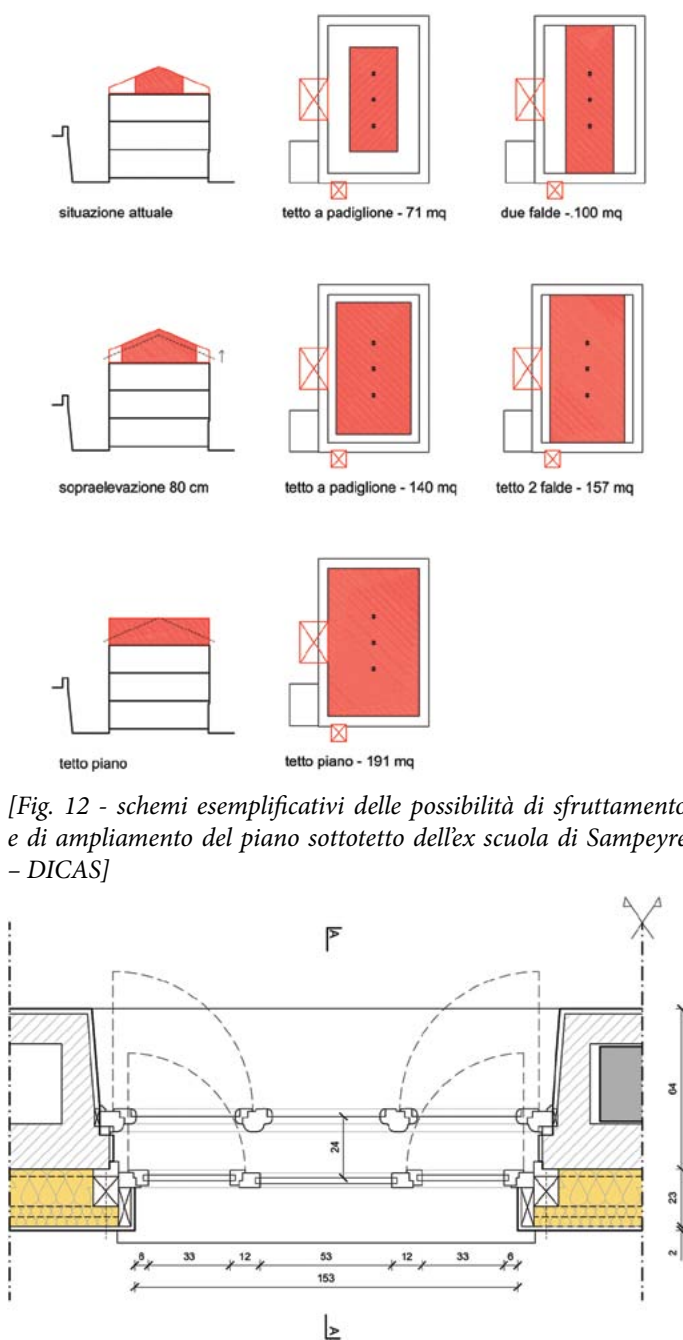 situazione attuale
tetto a padiglione - 71 mq
due falde -.100 mq
sopraelevazione 80 cm
tetto a padiglione - 140 mq
tetto 2 falde - 157 mq
tetto piano
tetto piano - 191 mq
[Fig. 12 - schemi esemplificativi delle possibilità di sfruttamento
e di ampliamento del piano sottotetto dell'ex scuola di Sampeyre
– DICAS]
A
64
24
23
2
6 33 12 53 12 33 6
153
A